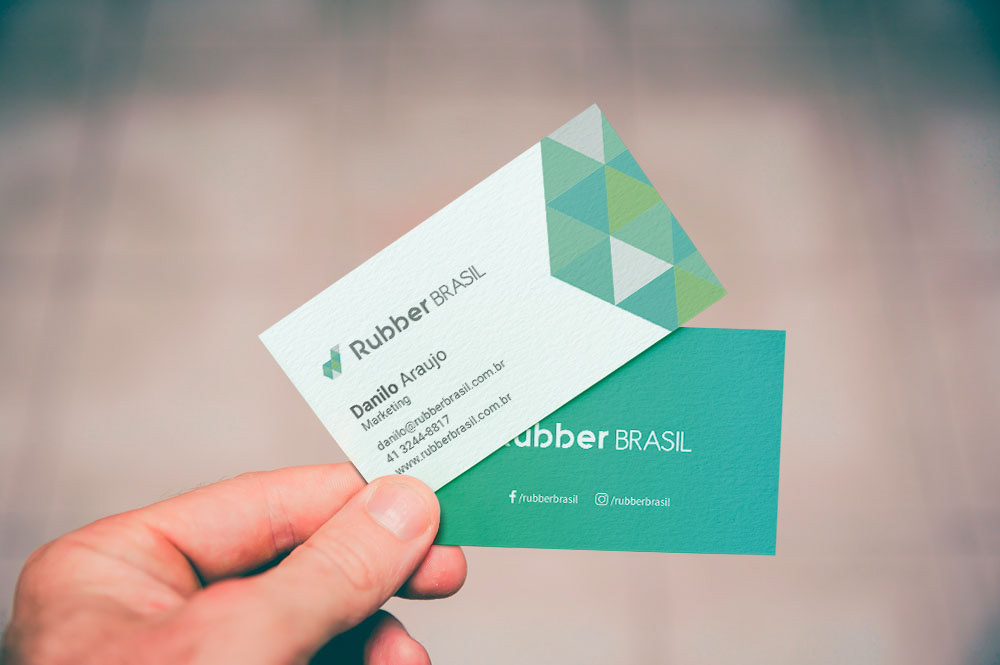 Rubber BRASIL
Danilo Araujo
Marketing
danilo@rubberbrasil.com.br
41 3244-8817
www.rubberbrasil.com.br
Rubber BRASIL
/rubberbrasil /rubberbrasil